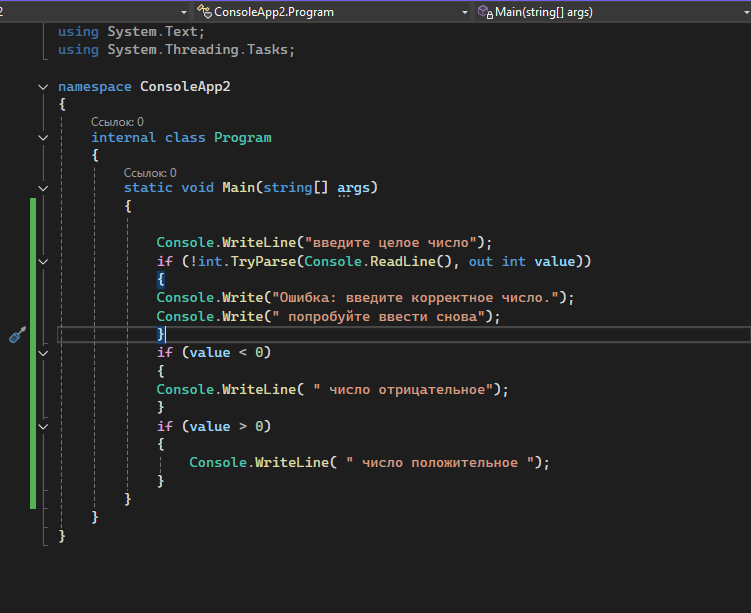 2 ConsoleApp2.Program Main(string[] args)
using System.Text;
using System.Threading.Tasks;
namespace ConsoleApp2
{
Ссылок: 0
internal class Program
{
Ссылок: 0
static void Main(string[] args)
{
Console.WriteLine("введите целое число");
if (!int.TryParse(Console.ReadLine(), out int value))
{
Console.Write("Ошибка: введите корректное число.");
Console.Write(" попробуйте ввести снова");
}
if (value < 0)
{
Console.WriteLine( " число отрицательное");
}
if (value > 0)
{
Console.WriteLine( " число положительное ");
}
}
}
}